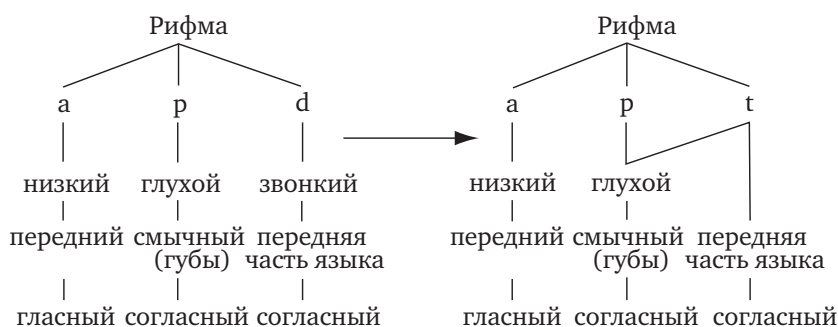 Рифма Рифма
a p d a p t
низкий глухой звонкий низкий глухой
передний смычный передняя передний смычный передняя
(губы) часть языка (губы) часть языка
гласный согласный согласный гласный согласный согласный